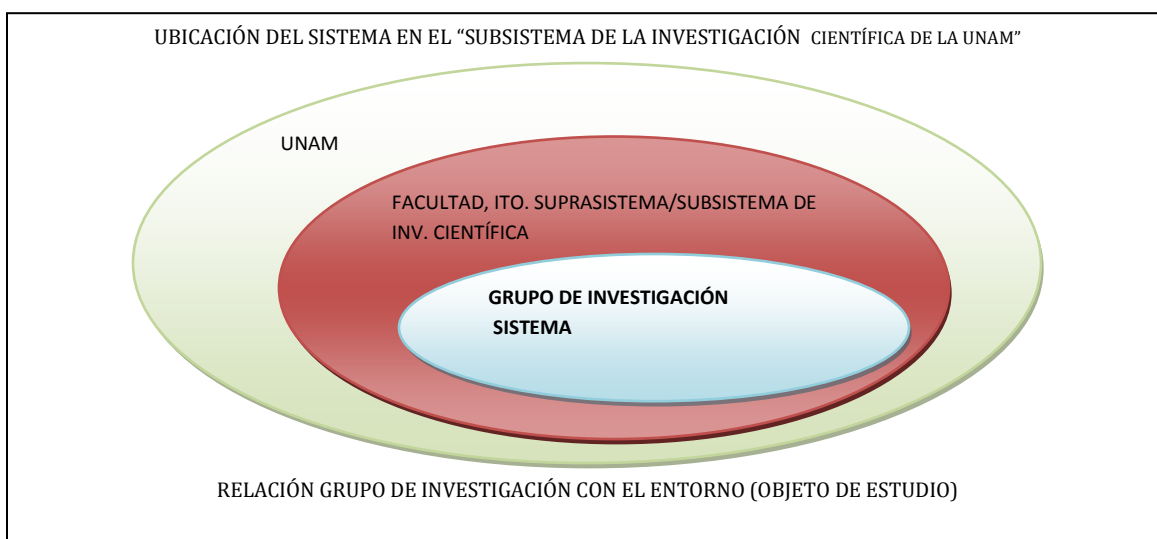 UBICACIÓN DEL SISTEMA EN EL “SUBSISTEMA DE LA INVESTIGACIÓN CIENTÍFICA DE LA UNAM”
UNAM
FACULTAD, ITO. SUPRASISTEMA/SUBSISTEMA DE
INV. CIENTÍFICA
GRUPO DE INVESTIGACIÓN
SISTEMA
RELACIÓN GRUPO DE INVESTIGACIÓN CON EL ENTORNO (OBJETO DE ESTUDIO)